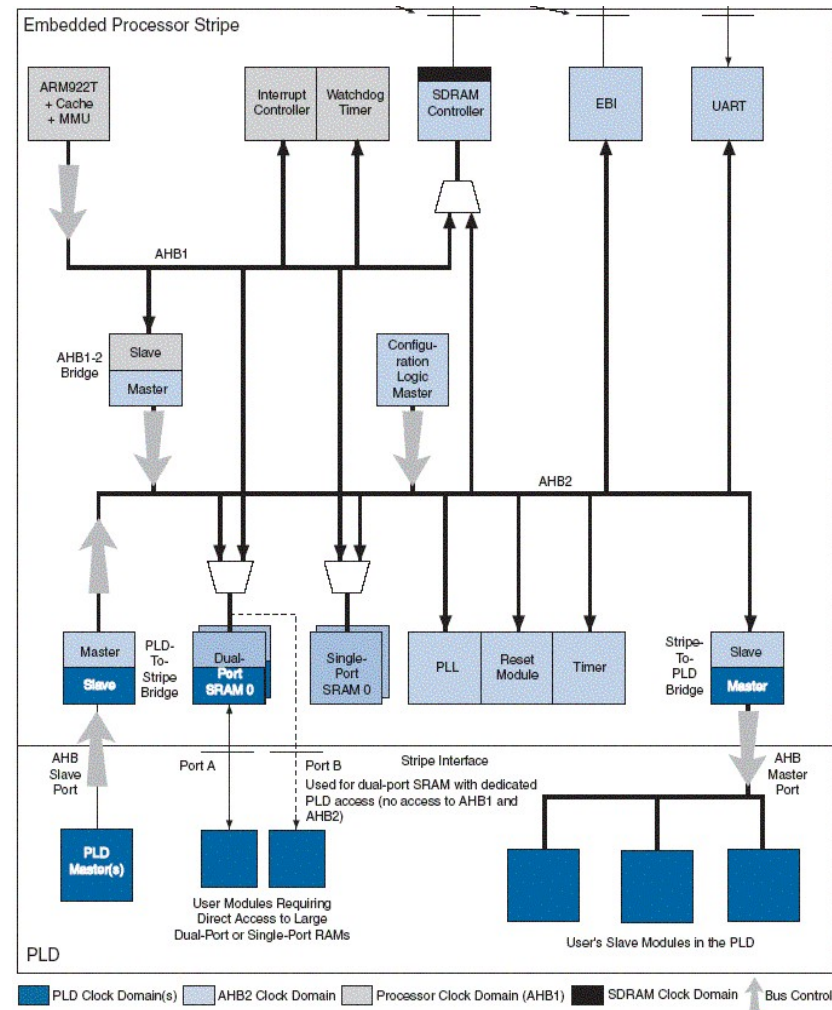 Embedded Processor Stripe
ARM922T
+ Cache
+ MMU
Interrupt
Controller
Watchdog
Timer
SDRAM
Controller
EBI
UART
AHB1
AHB1-2
Bridge
Slave
Master
Configu-
ration
Logic
Master
AHB2
Master
Slave
PLD-
To-
Stripe
Bridge
Dual-
Port
SRAM 0
Single-
Port
SRAM 0
PLL
Reset
Module
Timer
Stripe-
To-
PLD
Bridge
Slave
Master
AHB
Slave
Port
Port A
Port B
Stripe Interface
Used for dual-port SRAM with dedicated
PLD access (no access to AHB1 and
AHB2)
AHB
Master
Port
PLD
Master(s)
User Modules Requiring
Direct Access to Large
Dual-Port or Single-Port RAMs
User's Slave Modules in the PLD
PLD
PLD Clock Domain(s)
AHB2 Clock Domain
Processor Clock Domain (AHB1)
SDRAM Clock Domain
Bus Control